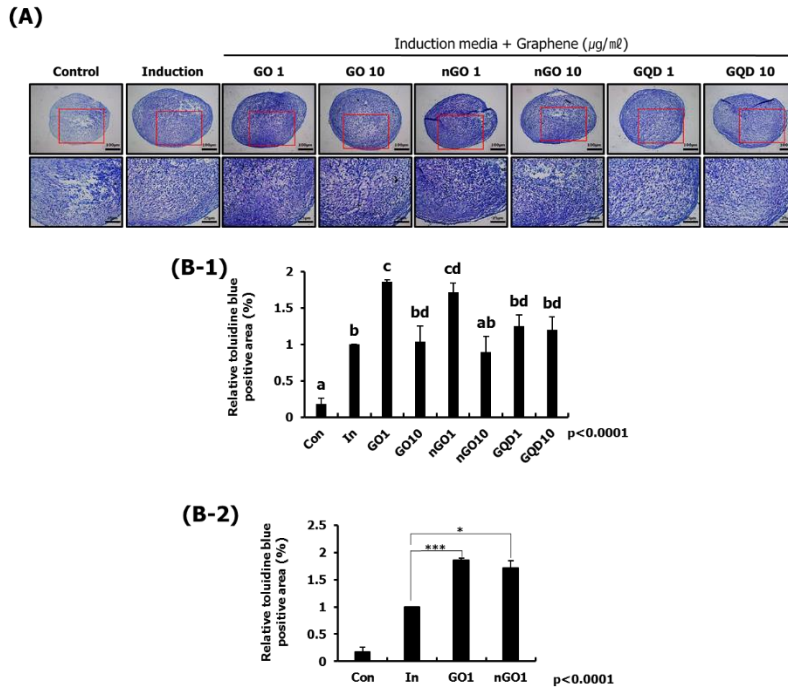 (A)
Induction media + Graphene (μg/㎖)
Control Induction GO 1 GO 10 nGO 1 nGO 10 GQD 1 GQD 10
(B-1)
Relative toluidine blue
positive area (%)
2
1.5
1
0.5
0
a b c bd cd ab bd bd
Con In GO1 GO10 nGO1 nGO10 GQD1 GQD10
p<0.0001
(B-2)
Relative toluidine blue
positive area (%)
2.5
2
1.5
1
0.5
0
*
***
Con In GO1 nGO1
p<0.0001